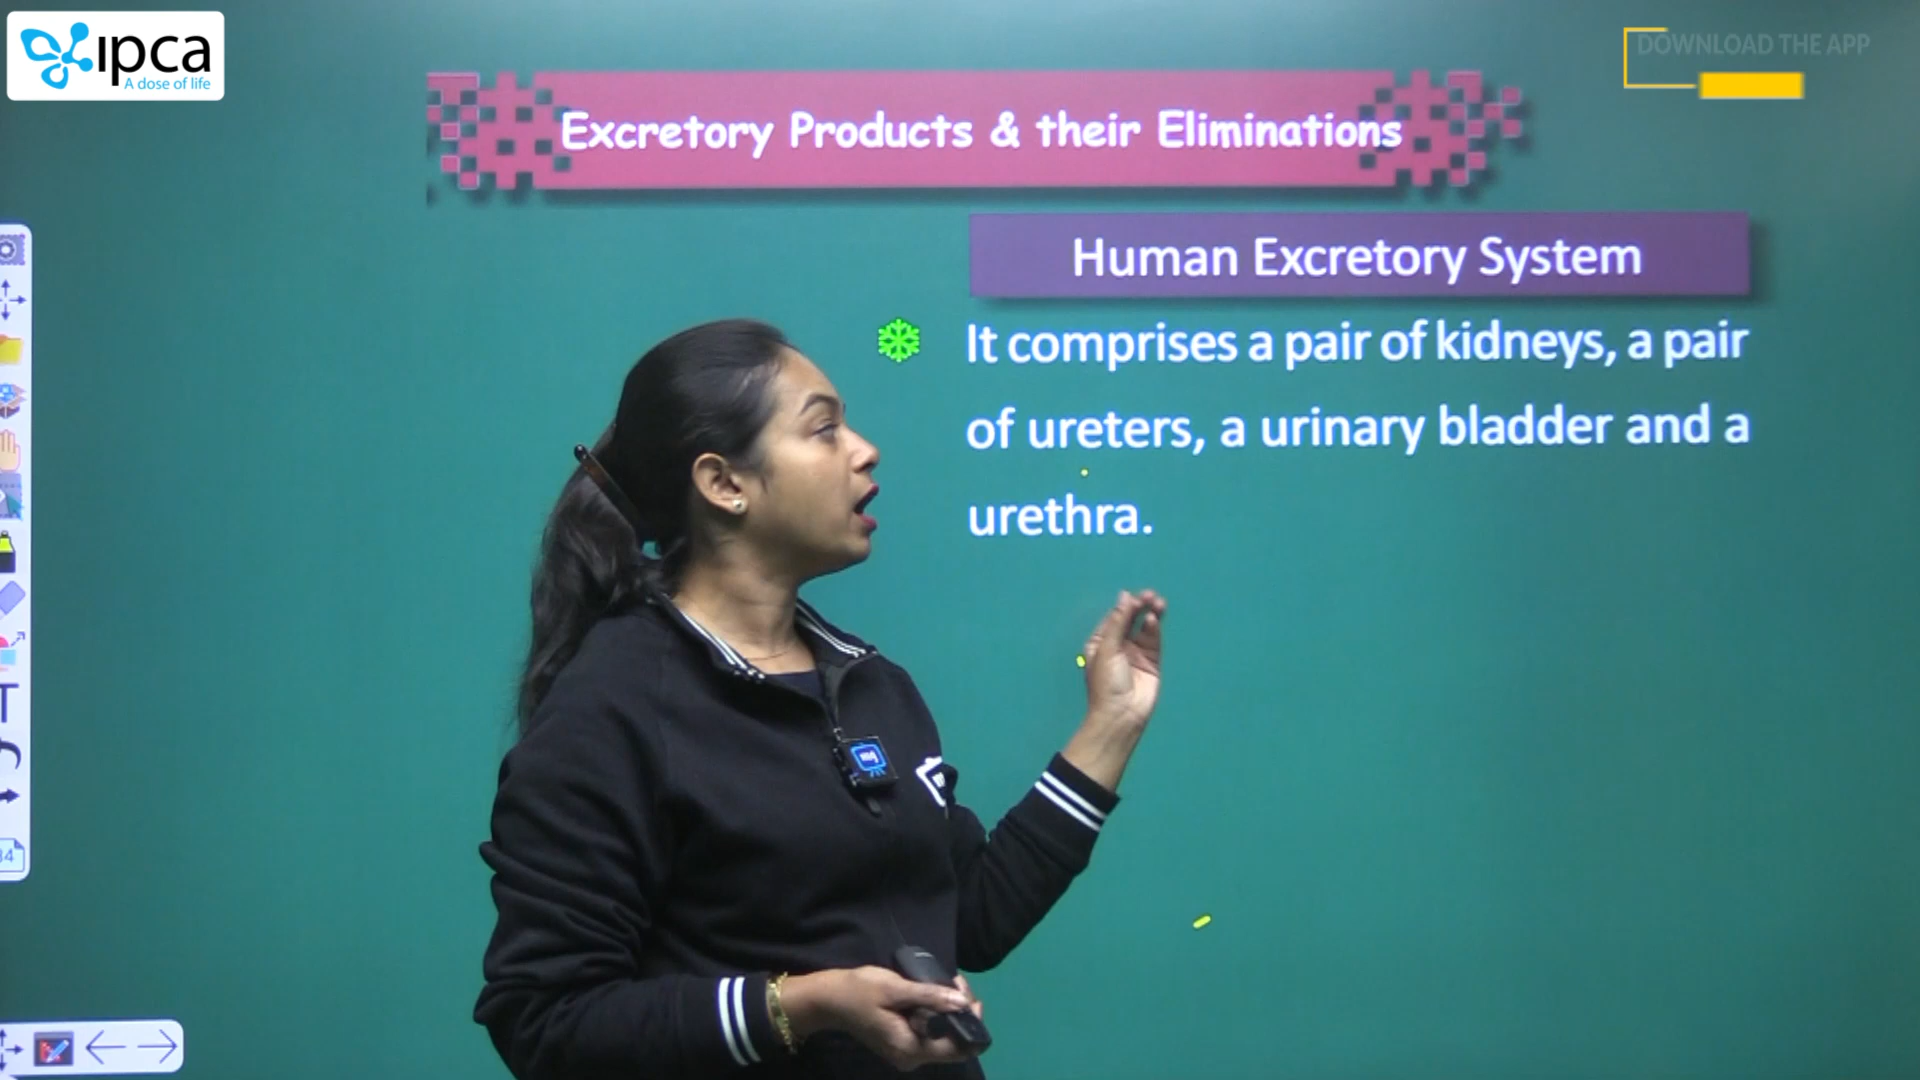 ipca
A dose of life
DOWNLOAD THE APP
Excretory Products & their Eliminations
Human Excretory System
It comprises a pair of kidneys, a pair
of ureters, a urinary bladder and a
urethra.